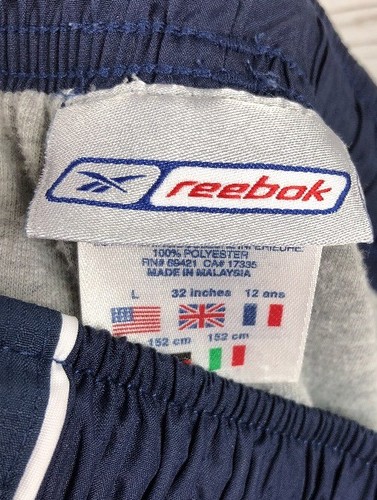 reebok
100% POLYESTER
RN# 69421 CA# 17335
MADE IN MALAYSIA
L 32 inches 12 ans
152 cm 152 cm